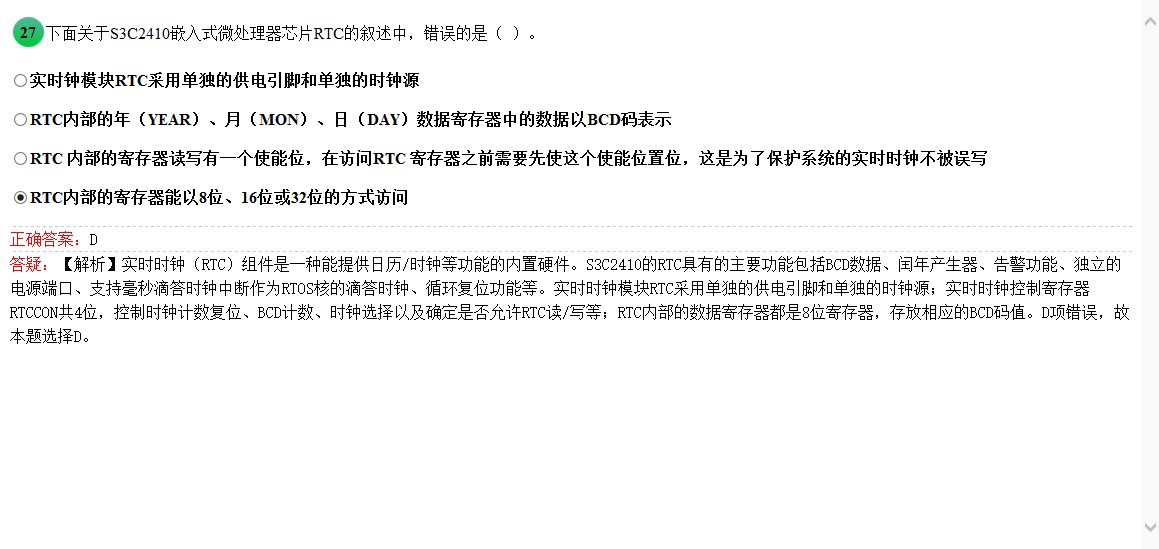 27 下面关于S3C2410嵌入式微处理器芯片RTC的叙述中，错误的是（ ）。
实时钟模块RTC采用单独的供电引脚和单独的时钟源
RTC内部的年（YEAR）、月（MON）、日（DAY）数据寄存器中的数据以BCD码表示
RTC 内部的寄存器读写有一个使能位，在访问RTC 寄存器之前需要先使这个使能位置位，这是为了保护系统的实时时钟不被误写
RTC内部的寄存器能以8位、16位或32位的方式访问
正确答案：D
答疑：【解析】实时时钟（RTC）组件是一种能提供日历/时钟等功能的内置硬件。S3C2410的RTC具有的主要功能包括BCD数据、闰年产生器、告警功能、独立的
电源端口、支持毫秒滴答时钟中断作为RTOS核的滴答时钟、循环复位功能等。实时时钟模块RTC采用单独的供电引脚和单独的时钟源；实时时钟控制寄存器
RTCCON共4位，控制时钟计数复位、BCD计数、时钟选择以及确定是否允许RTC读/写等；RTC内部的数据寄存器都是8位寄存器，存放相应的BCD码值。D项错误，故
本题选择D。